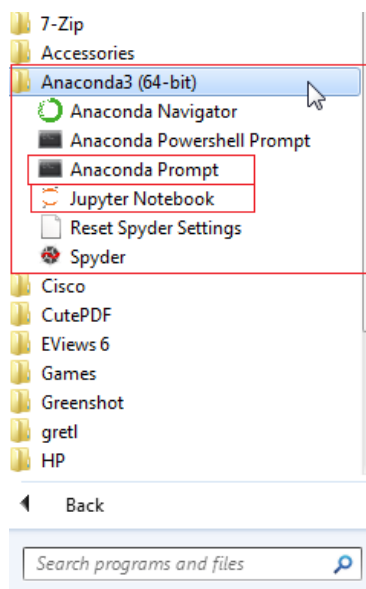 7-Zip
Accessories
Anaconda3 (64-bit)
Anaconda Navigator
Anaconda Powershell Prompt
Anaconda Prompt
Jupyter Notebook
Reset Spyder Settings
Spyder
Cisco
CutePDF
EViews 6
Games
Greenshot
gretl
HP
Back
Search programs and files